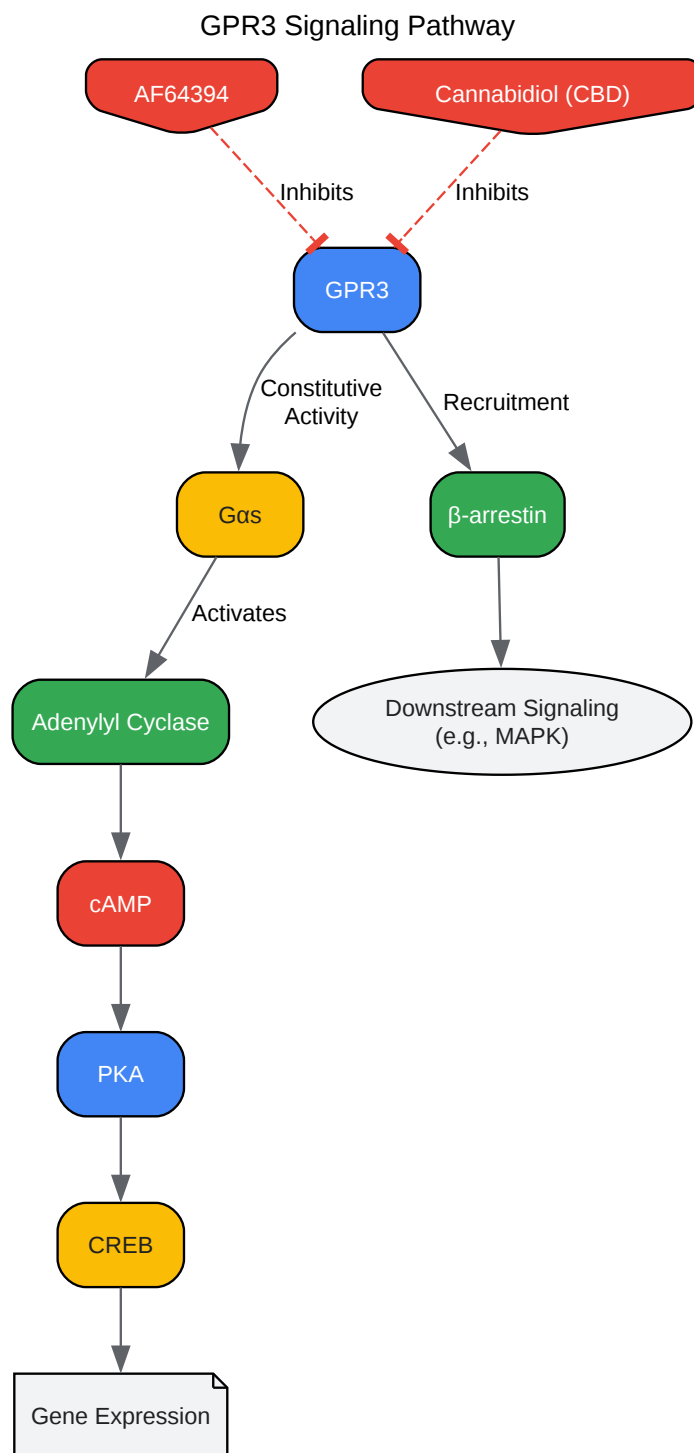 GPR3 Signaling Pathway
AF64394
Cannabidiol (CBD)
Inhibits
Inhibits
GPR3
Constitutive
Activity
Recruitment
Gαs
β-arrestin
Activates
Adenylyl Cyclase
Downstream Signaling
(e.g., MAPK)
cAMP
PKA
CREB
Gene Expression